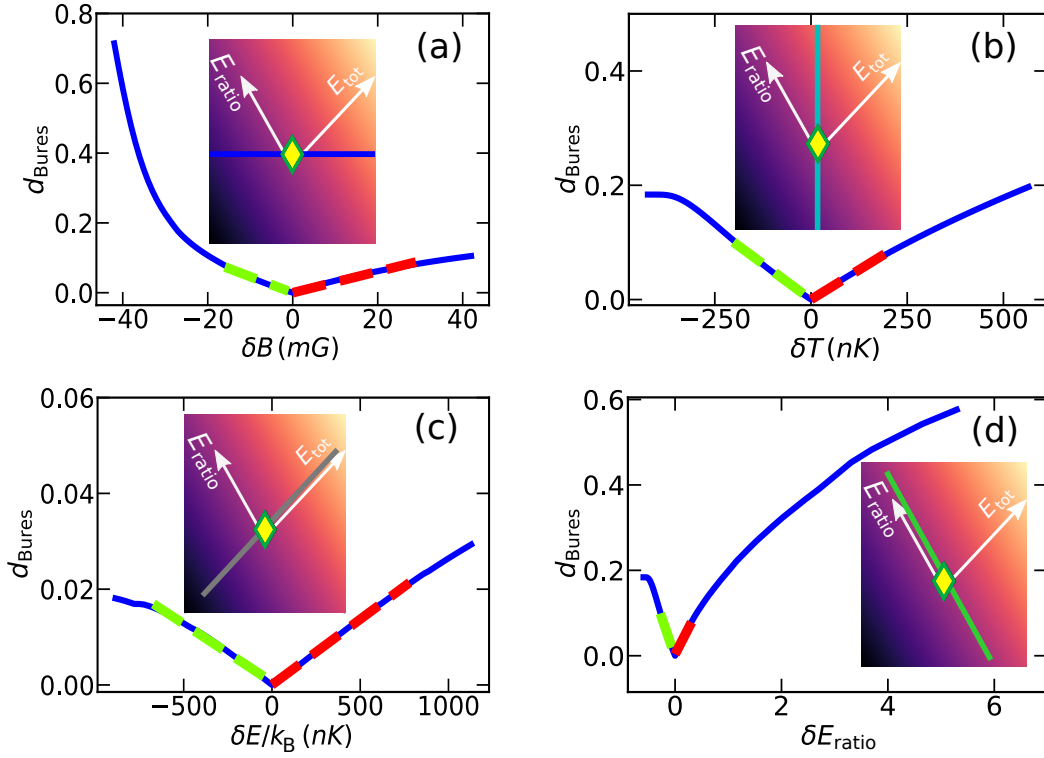 (a)
0.8
0.6
0.4
0.2
0.0
d_Bures
−40 −20 0 20 40
δB (mG)
E_ratio
E_tot
(b)
0.4
0.2
0.0
d_Bures
−250 0 250 500
δT (nK)
E_ratio
E_tot
(c)
0.06
0.04
0.02
0.00
d_Bures
−500 0 500 1000
δE/k_B (nK)
E_ratio
E_tot
(d)
0.6
0.4
0.2
0.0
d_Bures
0 2 4 6
δE_ratio
E_ratio
E_tot